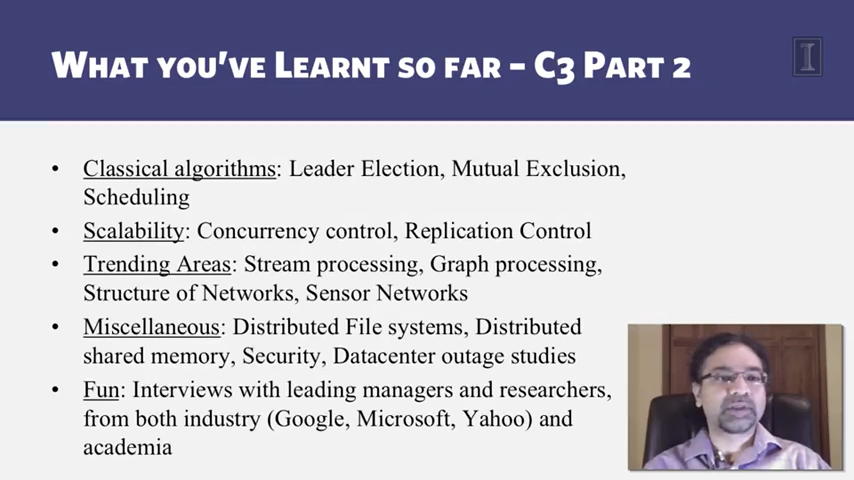 WHAT YOU'VE LEARNT SO FAR – C3 PART 2
I
• Classical algorithms: Leader Election, Mutual Exclusion,
Scheduling
• Scalability: Concurrency control, Replication Control
• Trending Areas: Stream processing, Graph processing,
Structure of Networks, Sensor Networks
• Miscellaneous: Distributed File systems, Distributed
shared memory, Security, Datacenter outage studies
• Fun: Interviews with leading managers and researchers,
from both industry (Google, Microsoft, Yahoo) and
academia